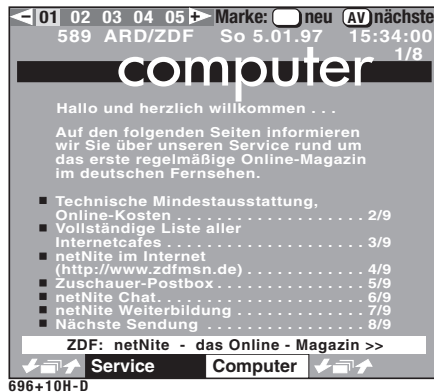 01 02 03 04 05 Marke: neu AV nächste
589 ARD/ZDF So 5.01.97 15:34:00
1/8
computer
Hallo und herzlich willkommen . . .
Auf den folgenden Seiten informieren
wir Sie über unseren Service rund um
das erste regelmäßige Online-Magazin
im deutschen Fernsehen.
Technische Mindestausstattung,
Online-Kosten . . . . . . . . . . . . . . . . . . . 2/9
Vollständige Liste aller
Internetcafes . . . . . . . . . . . . . . . . . . . . 3/9
netNite im Internet
(http://www.zdfmsn.de) . . . . . . . . . . . . 4/9
Zuschauer-Postbox . . . . . . . . . . . . . . . 5/9
netNite Chat. . . . . . . . . . . . . . . . . . . . . 6/9
netNite Weiterbildung . . . . . . . . . . . . . 7/9
Nächste Sendung . . . . . . . . . . . . . . . . 8/9
ZDF: netNite - das Online - Magazin >>
Service Computer
696+10H-D